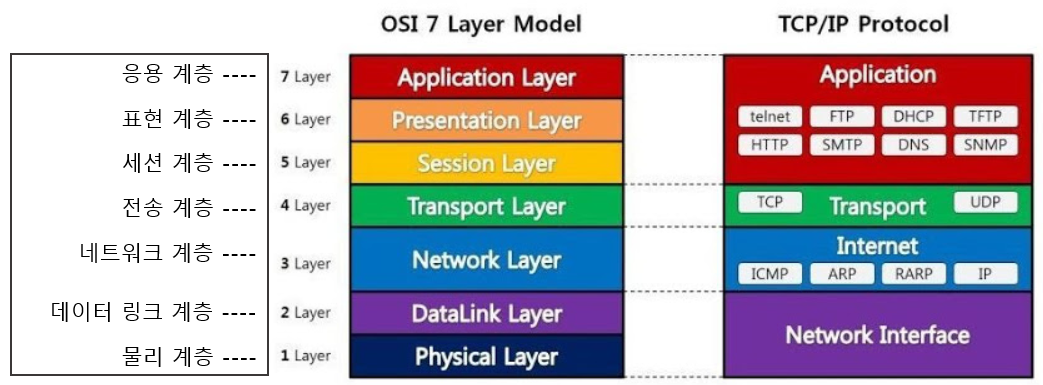 OSI 7 Layer Model
TCP/IP Protocol
응용 계층 ---- 7 Layer Application Layer
표현 계층 ---- 6 Layer Presentation Layer
세션 계층 ---- 5 Layer Session Layer
전송 계층 ---- 4 Layer Transport Layer
네트워크 계층 ---- 3 Layer Network Layer
데이터 링크 계층 ---- 2 Layer DataLink Layer
물리 계층 ---- 1 Layer Physical Layer
Application
telnet FTP DHCP TFTP
HTTP SMTP DNS SNMP
TCP Transport UDP
Internet
ICMP ARP RARP IP
Network Interface